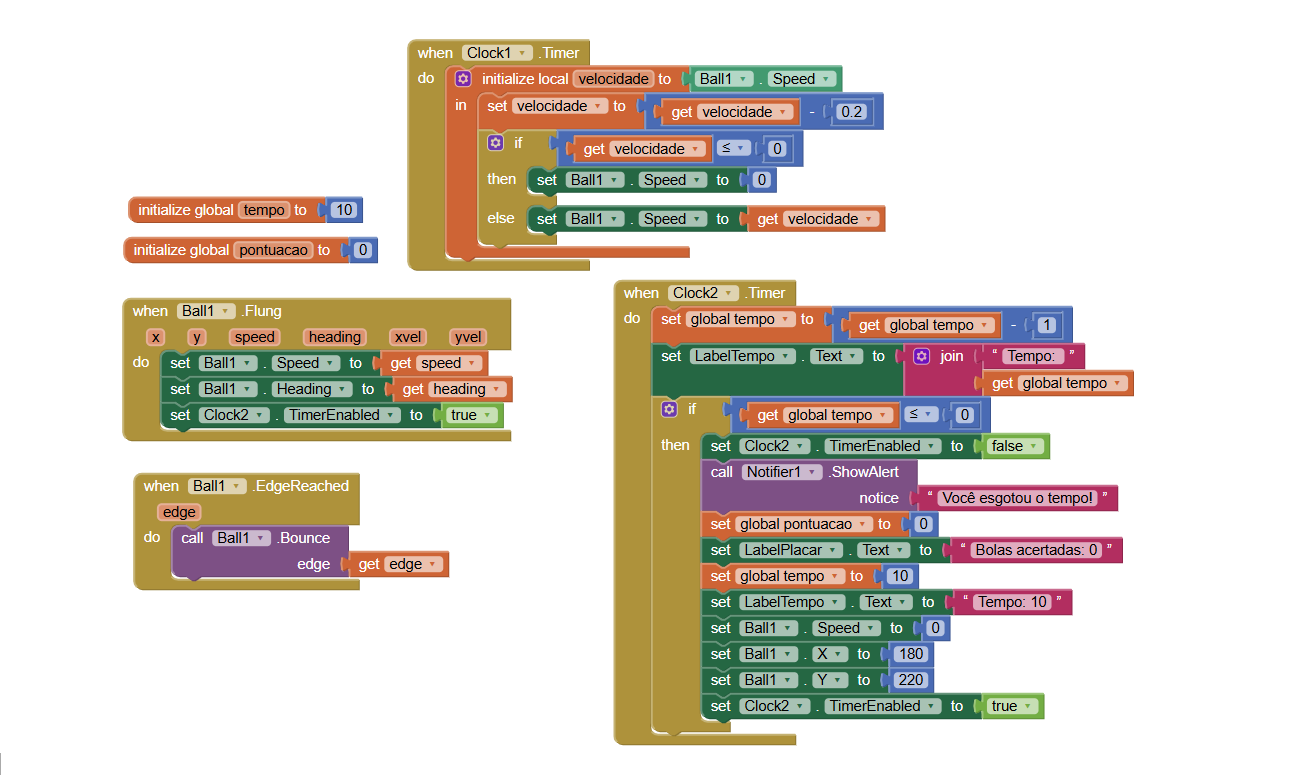 when Clock1 .Timer
do initialize local velocidade to Ball1 . Speed
in set velocidade to get velocidade - 0.2
if get velocidade ≤ 0
then set Ball1 . Speed to 0
else set Ball1 . Speed to get velocidade
initialize global tempo to 10
initialize global pontuacao to 0
when Ball1 .Flung
x y speed heading xvel yvel
do set Ball1 . Speed to get speed
set Ball1 . Heading to get heading
set Clock2 . TimerEnabled to true
when Ball1 .EdgeReached
edge
do call Ball1 .Bounce
edge get edge
when Clock2 .Timer
do set global tempo to get global tempo - 1
set LabelTempo . Text to join “ Tempo: ”
get global tempo
if get global tempo ≤ 0
then set Clock2 . TimerEnabled to false
call Notifier1 .ShowAlert
notice “ Você esgotou o tempo! ”
set global pontuacao to 0
set LabelPlacar . Text to “ Bolas acertadas: 0 ”
set global tempo to 10
set LabelTempo . Text to “ Tempo: 10 ”
set Ball1 . Speed to 0
set Ball1 . X to 180
set Ball1 . Y to 220
set Clock2 . TimerEnabled to true